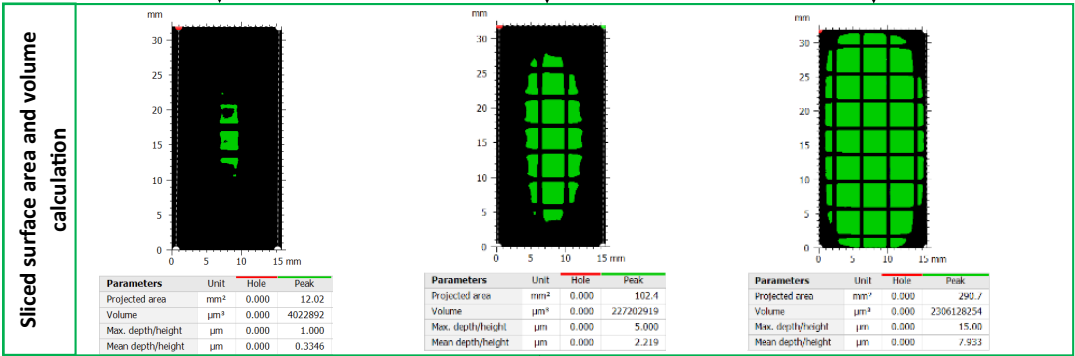 Sliced surface area and volume
calculation
mm
30
25
20
15
10
5
0
0 5 10 15 mm
Parameters Unit Hole Peak
Projected area mm² 0.000 12.02
Volume µm³ 0.000 4022892
Max. depth/height µm 0.000 1.000
Mean depth/height µm 0.000 0.3346
mm
30
25
20
15
10
5
0
0 5 10 15 mm
Parameters Unit Hole Peak
Projected area mm² 0.000 102.4
Volume µm³ 0.000 227202919
Max. depth/height µm 0.000 5.000
Mean depth/height µm 0.000 2.219
mm
30
25
20
15
10
5
0
0 5 10 15 mm
Parameters Unit Hole Peak
Projected area mm² 0.000 290.7
Volume µm³ 0.000 2306128254
Max. depth/height µm 0.000 15.00
Mean depth/height µm 0.000 7.933